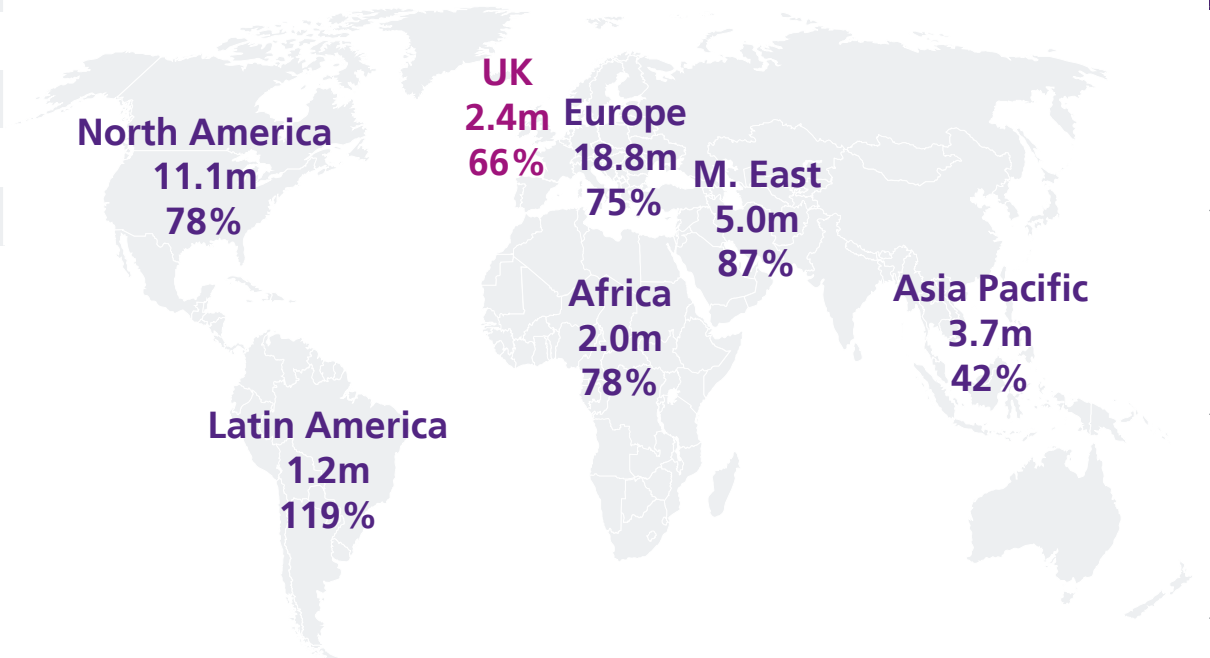 UK
2.4m
66%
Europe
18.8m
75%
North America
11.1m
78%
M. East
5.0m
87%
Africa
2.0m
78%
Asia Pacific
3.7m
42%
Latin America
1.2m
119%